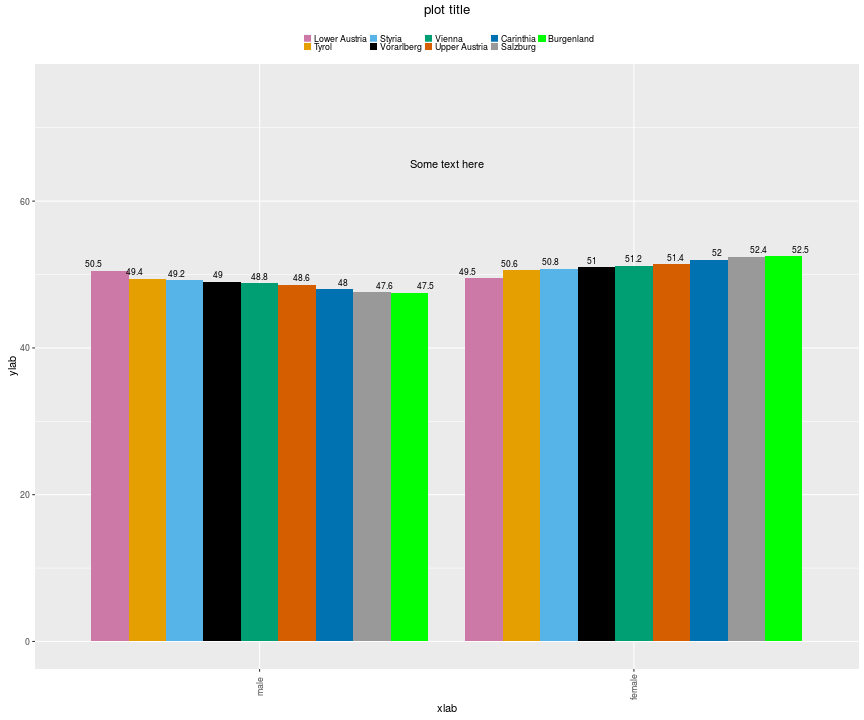 plot title
Lower Austria Styria Vienna Carinthia Burgenland
Tyrol Vorarlberg Upper Austria Salzburg
Some text here
60
40
20
0
ylab
50.5 49.4 49.2 49 48.8 48.6 48 47.6 47.5
49.5 50.6 50.8 51 51.2 51.4 52 52.4 52.5
male
female
xlab